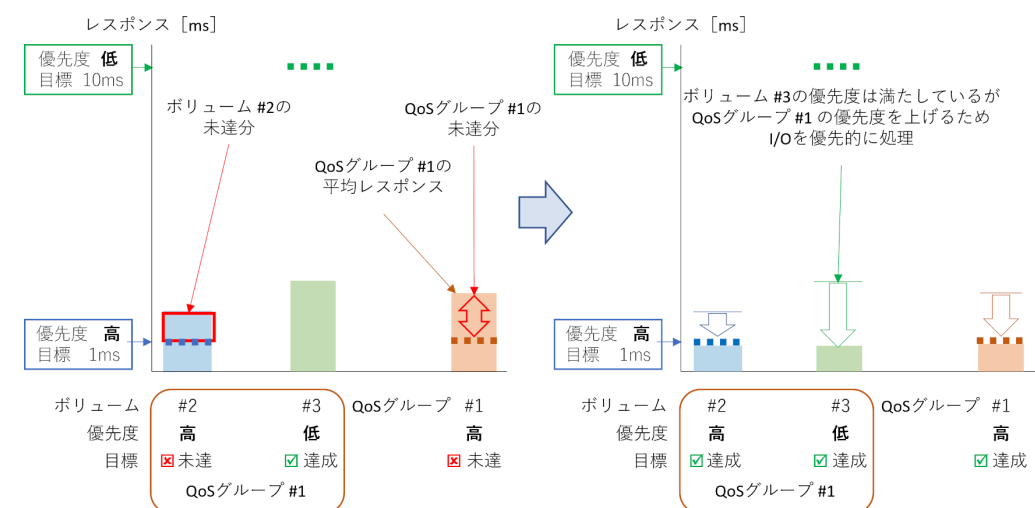 レスポンス［ms］
優先度 低
目標 10ms
ボリューム #2の
未達分
QoSグループ #1の
未達分
QoSグループ #1の
平均レスポンス
優先度 高
目標 1ms
ボリューム #2 #3 QoSグループ #1
優先度 高 低 高
目標 未達 達成 未達
QoSグループ #1
レスポンス［ms］
優先度 低
目標 10ms
ボリューム #3の優先度は満たしているが
QoSグループ #1 の優先度を上げるため
I/Oを優先的に処理
優先度 高
目標 1ms
ボリューム #2 #3 QoSグループ #1
優先度 高 低 高
目標 達成 達成 達成
QoSグループ #1